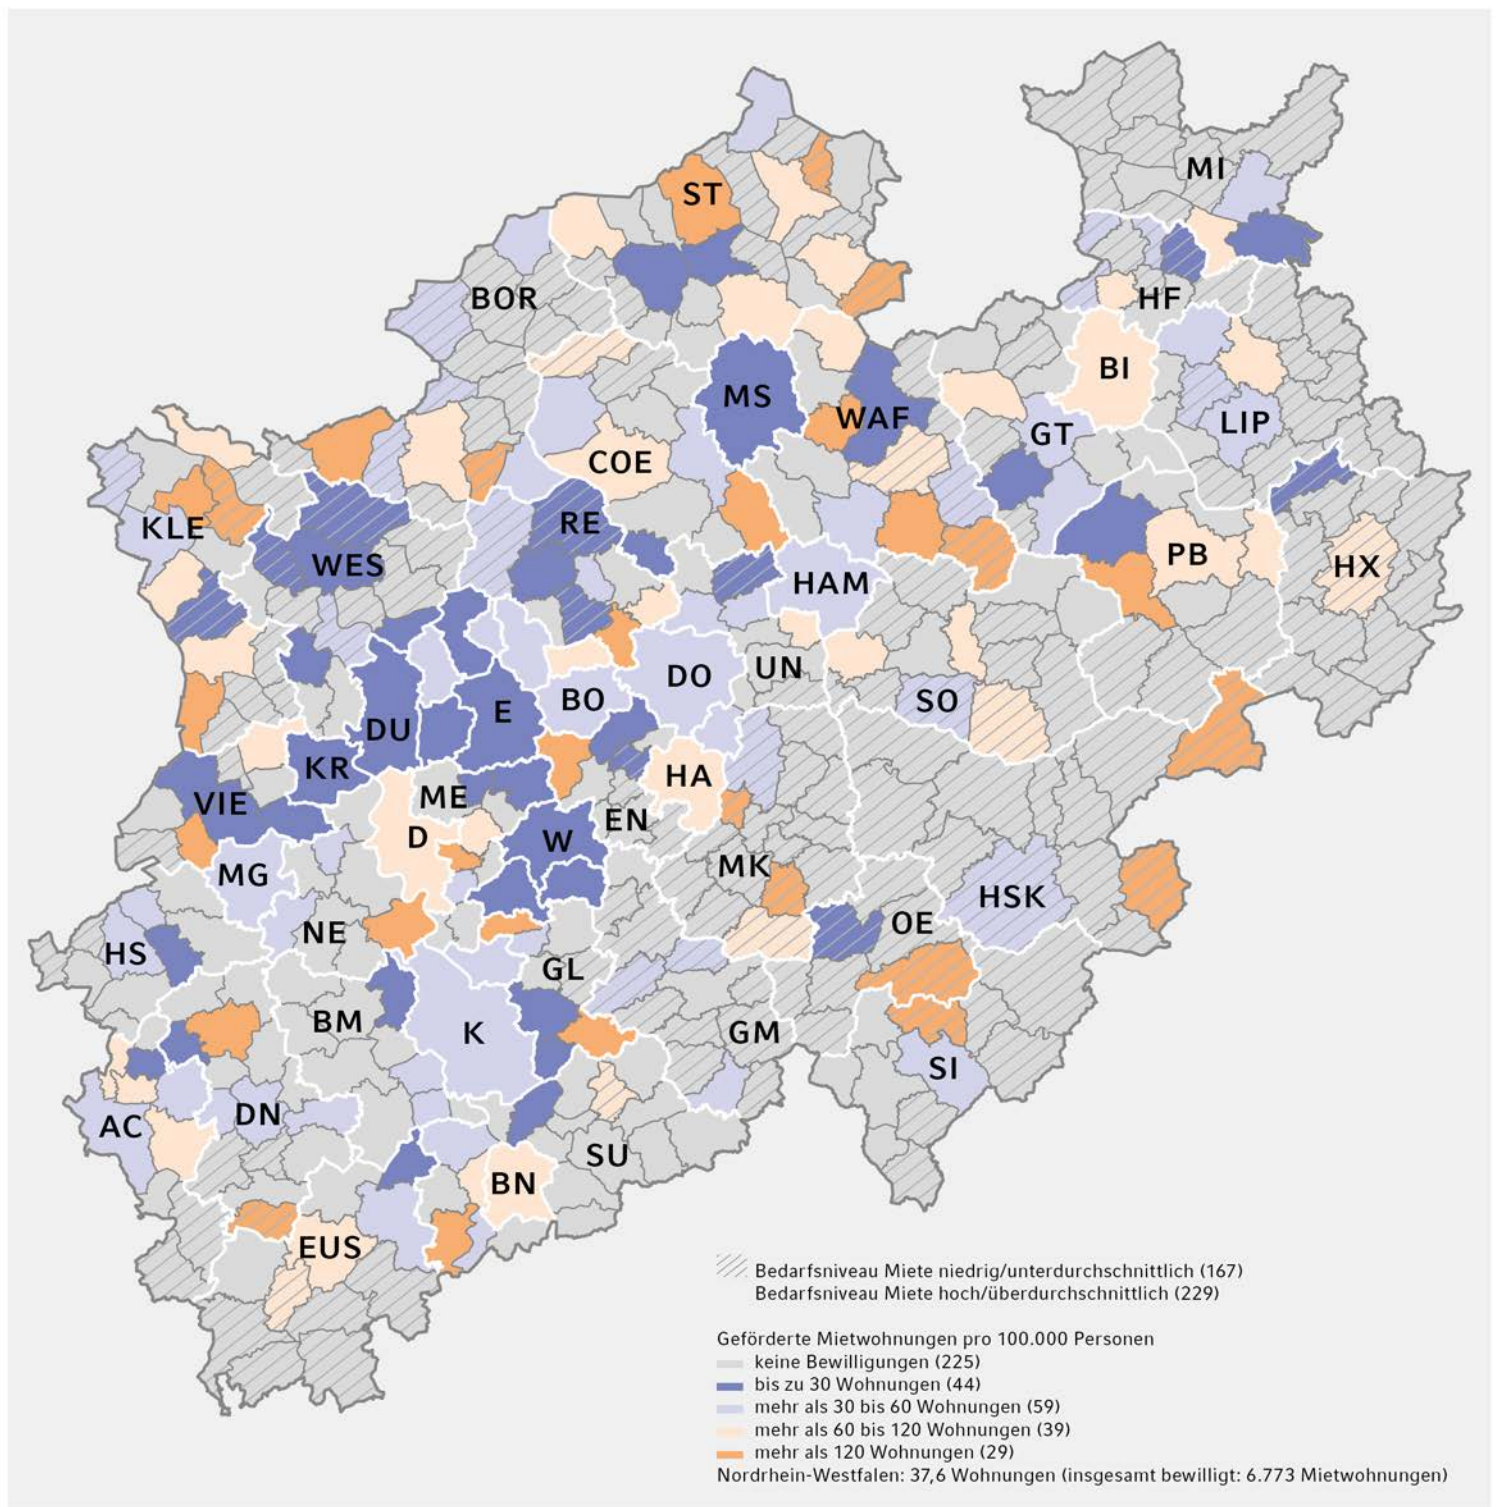 MI
ST
HF
BOR
BI
MS
WAF
LIP
GT
COE
RE
KLE
PB
WES
HX
HAM
UN
DO
BO
SO
E
DU
KR
HA
ME
VIE
EN
D
W
MK
MG
HSK
OE
NE
HS
GL
BM
K
GM
SI
DN
AC
SU
BN
EUS
Bedarfsniveau Miete niedrig/unterdurchschnittlich (167)
Bedarfsniveau Miete hoch/überdurchschnittlich (229)
Geförderte Mietwohnungen pro 100.000 Personen
keine Bewilligungen (225)
bis zu 30 Wohnungen (44)
mehr als 30 bis 60 Wohnungen (59)
mehr als 60 bis 120 Wohnungen (39)
mehr als 120 Wohnungen (29)
Nordrhein-Westfalen: 37,6 Wohnungen (insgesamt bewilligt: 6.773 Mietwohnungen)